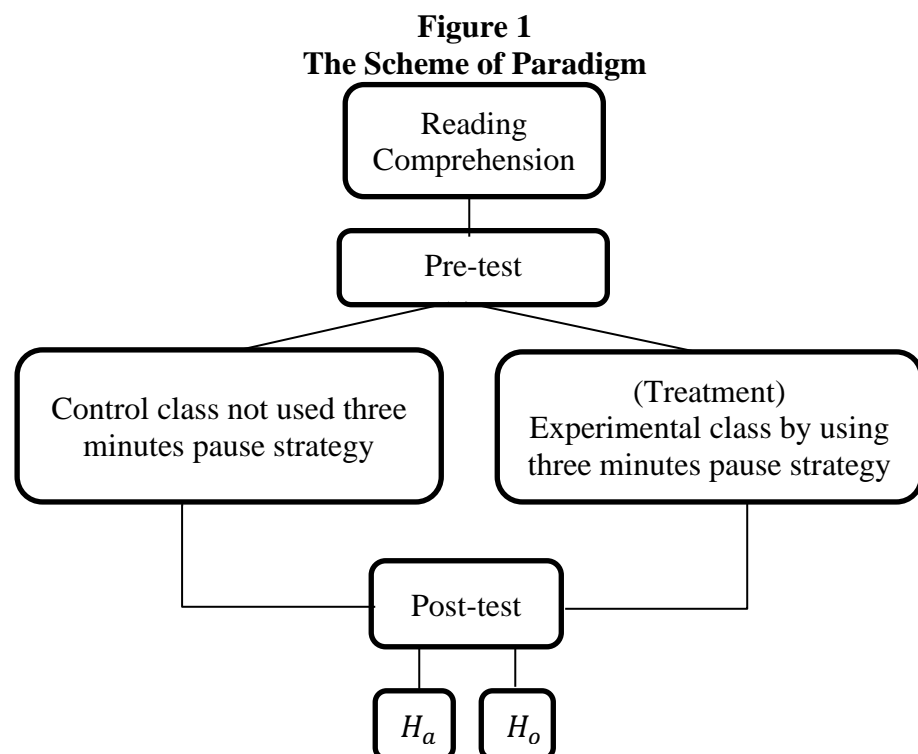 Figure 1
The Scheme of Paradigm
Reading
Comprehension
Pre-test
Control class not used three
minutes pause strategy
(Treatment)
Experimental class by using
three minutes pause strategy
Post-test
𝐻𝑎
𝐻𝑜